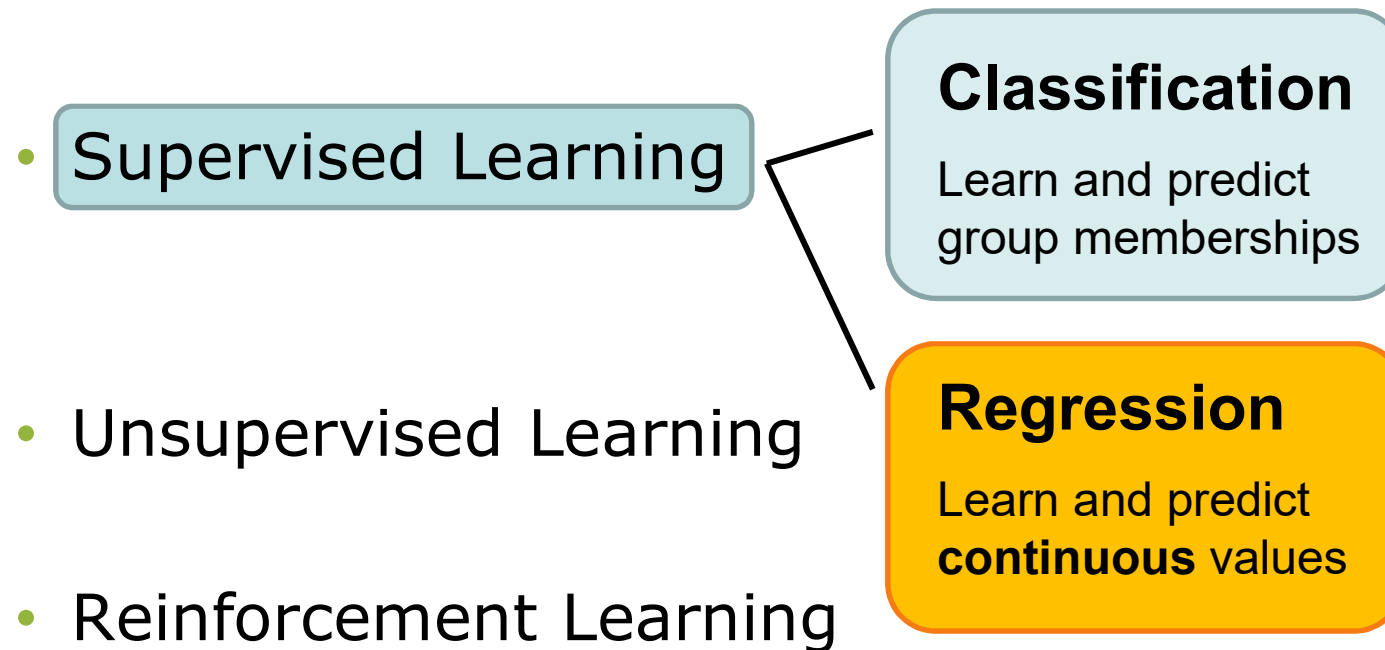 • Supervised Learning
Classification
Learn and predict
group memberships
• Unsupervised Learning
Regression
Learn and predict
continuous values
• Reinforcement Learning